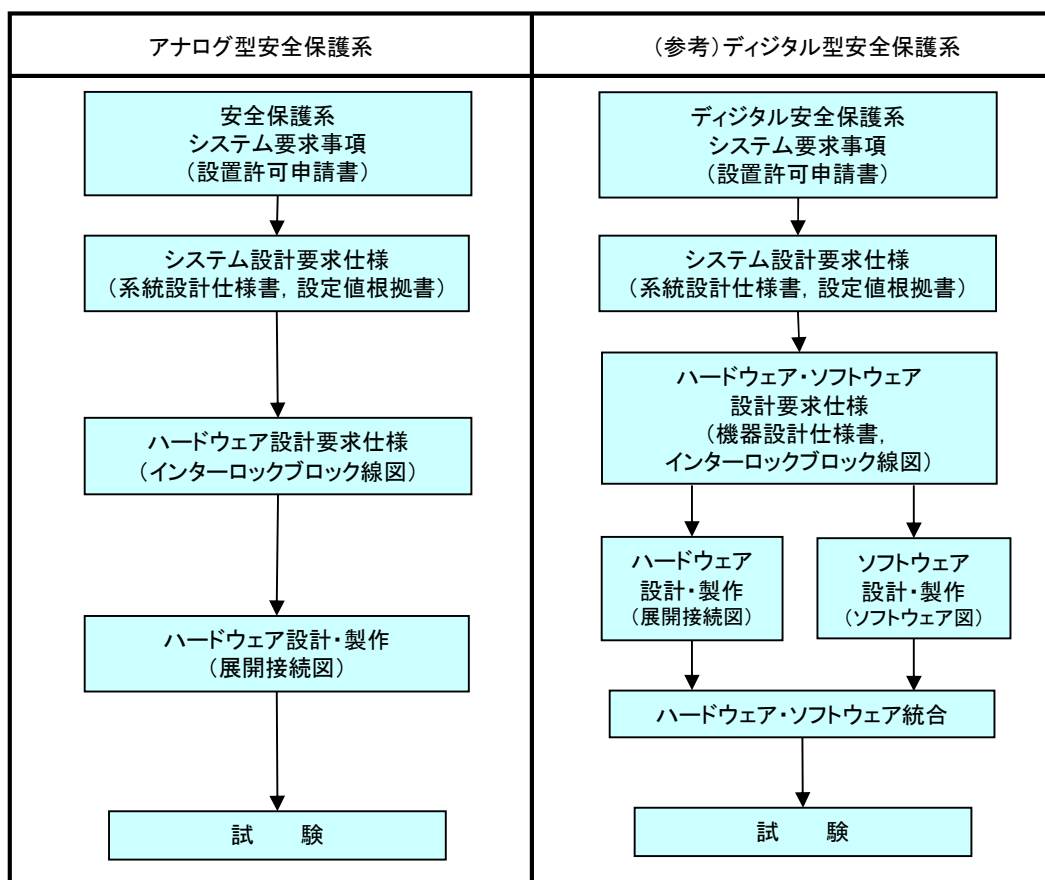 アナログ型安全保護系
安全保護系
システム要求事項
(設置許可申請書)
システム設計要求仕様
(系統設計仕様書,設定値根拠書)
ハードウェア設計要求仕様
(インターロックブロック線図)
ハードウェア設計・製作
(展開接続図)
試 験
(参考)ディジタル型安全保護系
ディジタル安全保護系
システム要求事項
(設置許可申請書)
システム設計要求仕様
(系統設計仕様書,設定値根拠書)
ハードウェア・ソフトウェア
設計要求仕様
(機器設計仕様書,
インターロックブロック線図)
ハードウェア
設計・製作
(展開接続図)
ソフトウェア
設計・製作
(ソフトウェア図)
ハードウェア・ソフトウェア統合
試 験